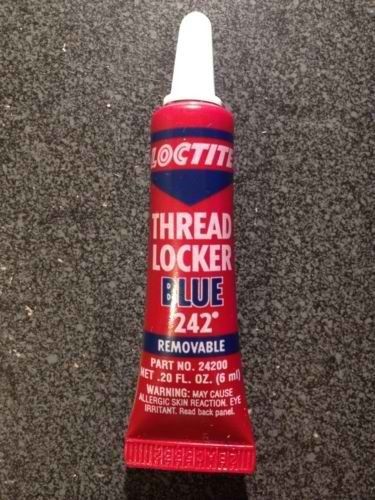 LOCTITE
THREAD
LOCKER
BLUE
242®
REMOVABLE
PART NO. 24200
NET .20 FL. OZ. (6 ml)
WARNING: MAY CAUSE
ALLERGIC SKIN REACTION, EYE
IRRITANT. Read back panel.